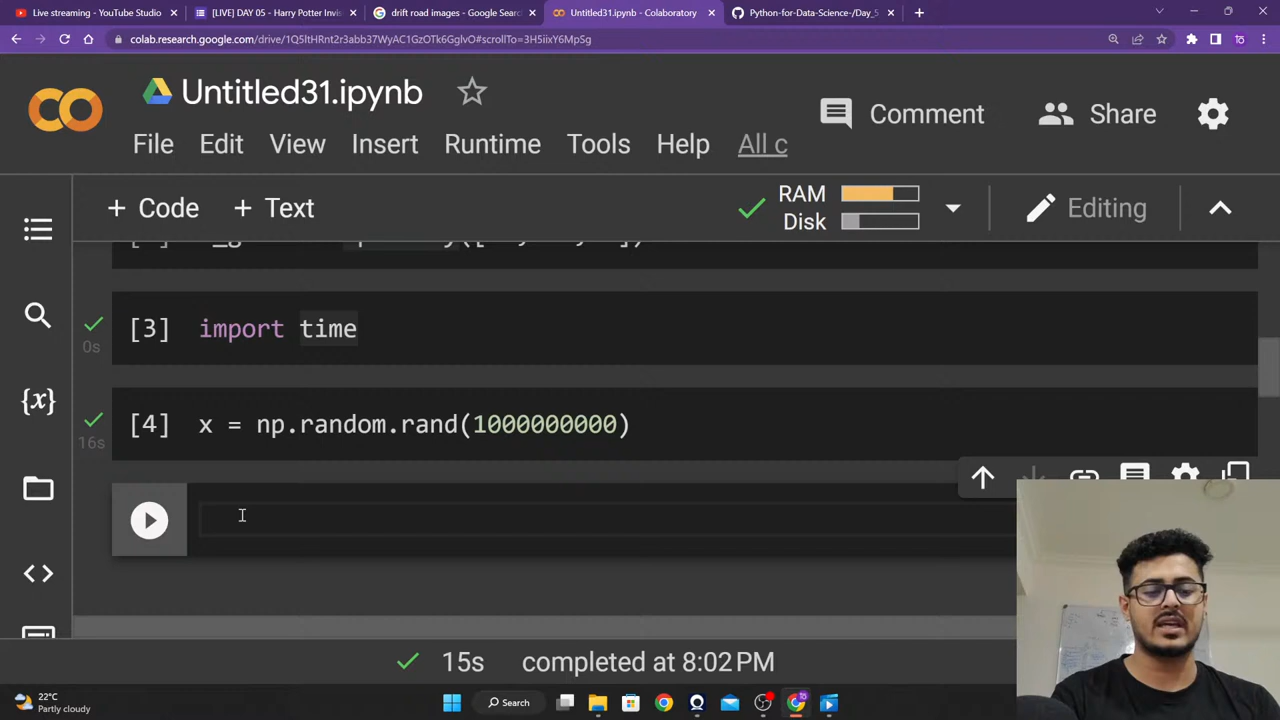 Live streaming - YouTube Studio
[LIVE] DAY 05 - Harry Potter Invis
drift road images - Google Search
Untitled31.ipynb - Colaboratory
Python-for-Data-Science-/Day_5
colab.research.google.com/drive/1Q5ltHRnt2r3abb37WyAC1GzOTk6GglvO#scrollTo=3H5iixY6MpSg
Untitled31.ipynb
Comment
Share
File Edit View Insert Runtime Tools Help All c
+ Code + Text
RAM
Disk
Editing
[3] import time
0s
[4] x = np.random.rand(1000000000)
16s
{x}
15s completed at 8:02 PM
22°C
Partly cloudy
Search